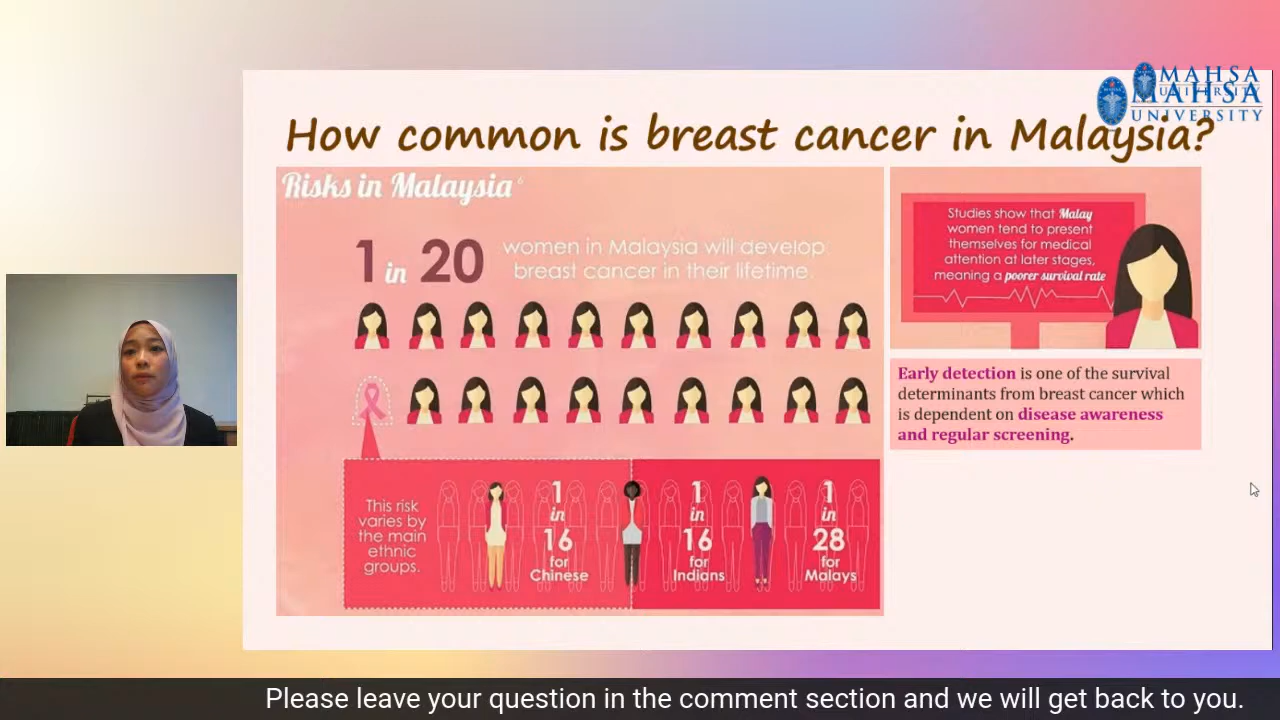 MAHSA
UNIVERSITY
MAHSA
UNIVERSITY
How common is breast cancer in Malaysia?
Risks in Malaysia 6
1 in 20
women in Malaysia will develop
breast cancer in their lifetime.
This risk
varies by
the main
ethnic
groups.
1
in
16
for
Chinese
1
in
16
for
Indians
1
in
28
for
Malays
Studies show that Malay
women tend to present
themselves for medical
attention at later stages,
meaning a poorer survival rate
Early detection is one of the survival
determinants from breast cancer which
is dependent on disease awareness
and regular screening.
Please leave your question in the comment section and we will get back to you.